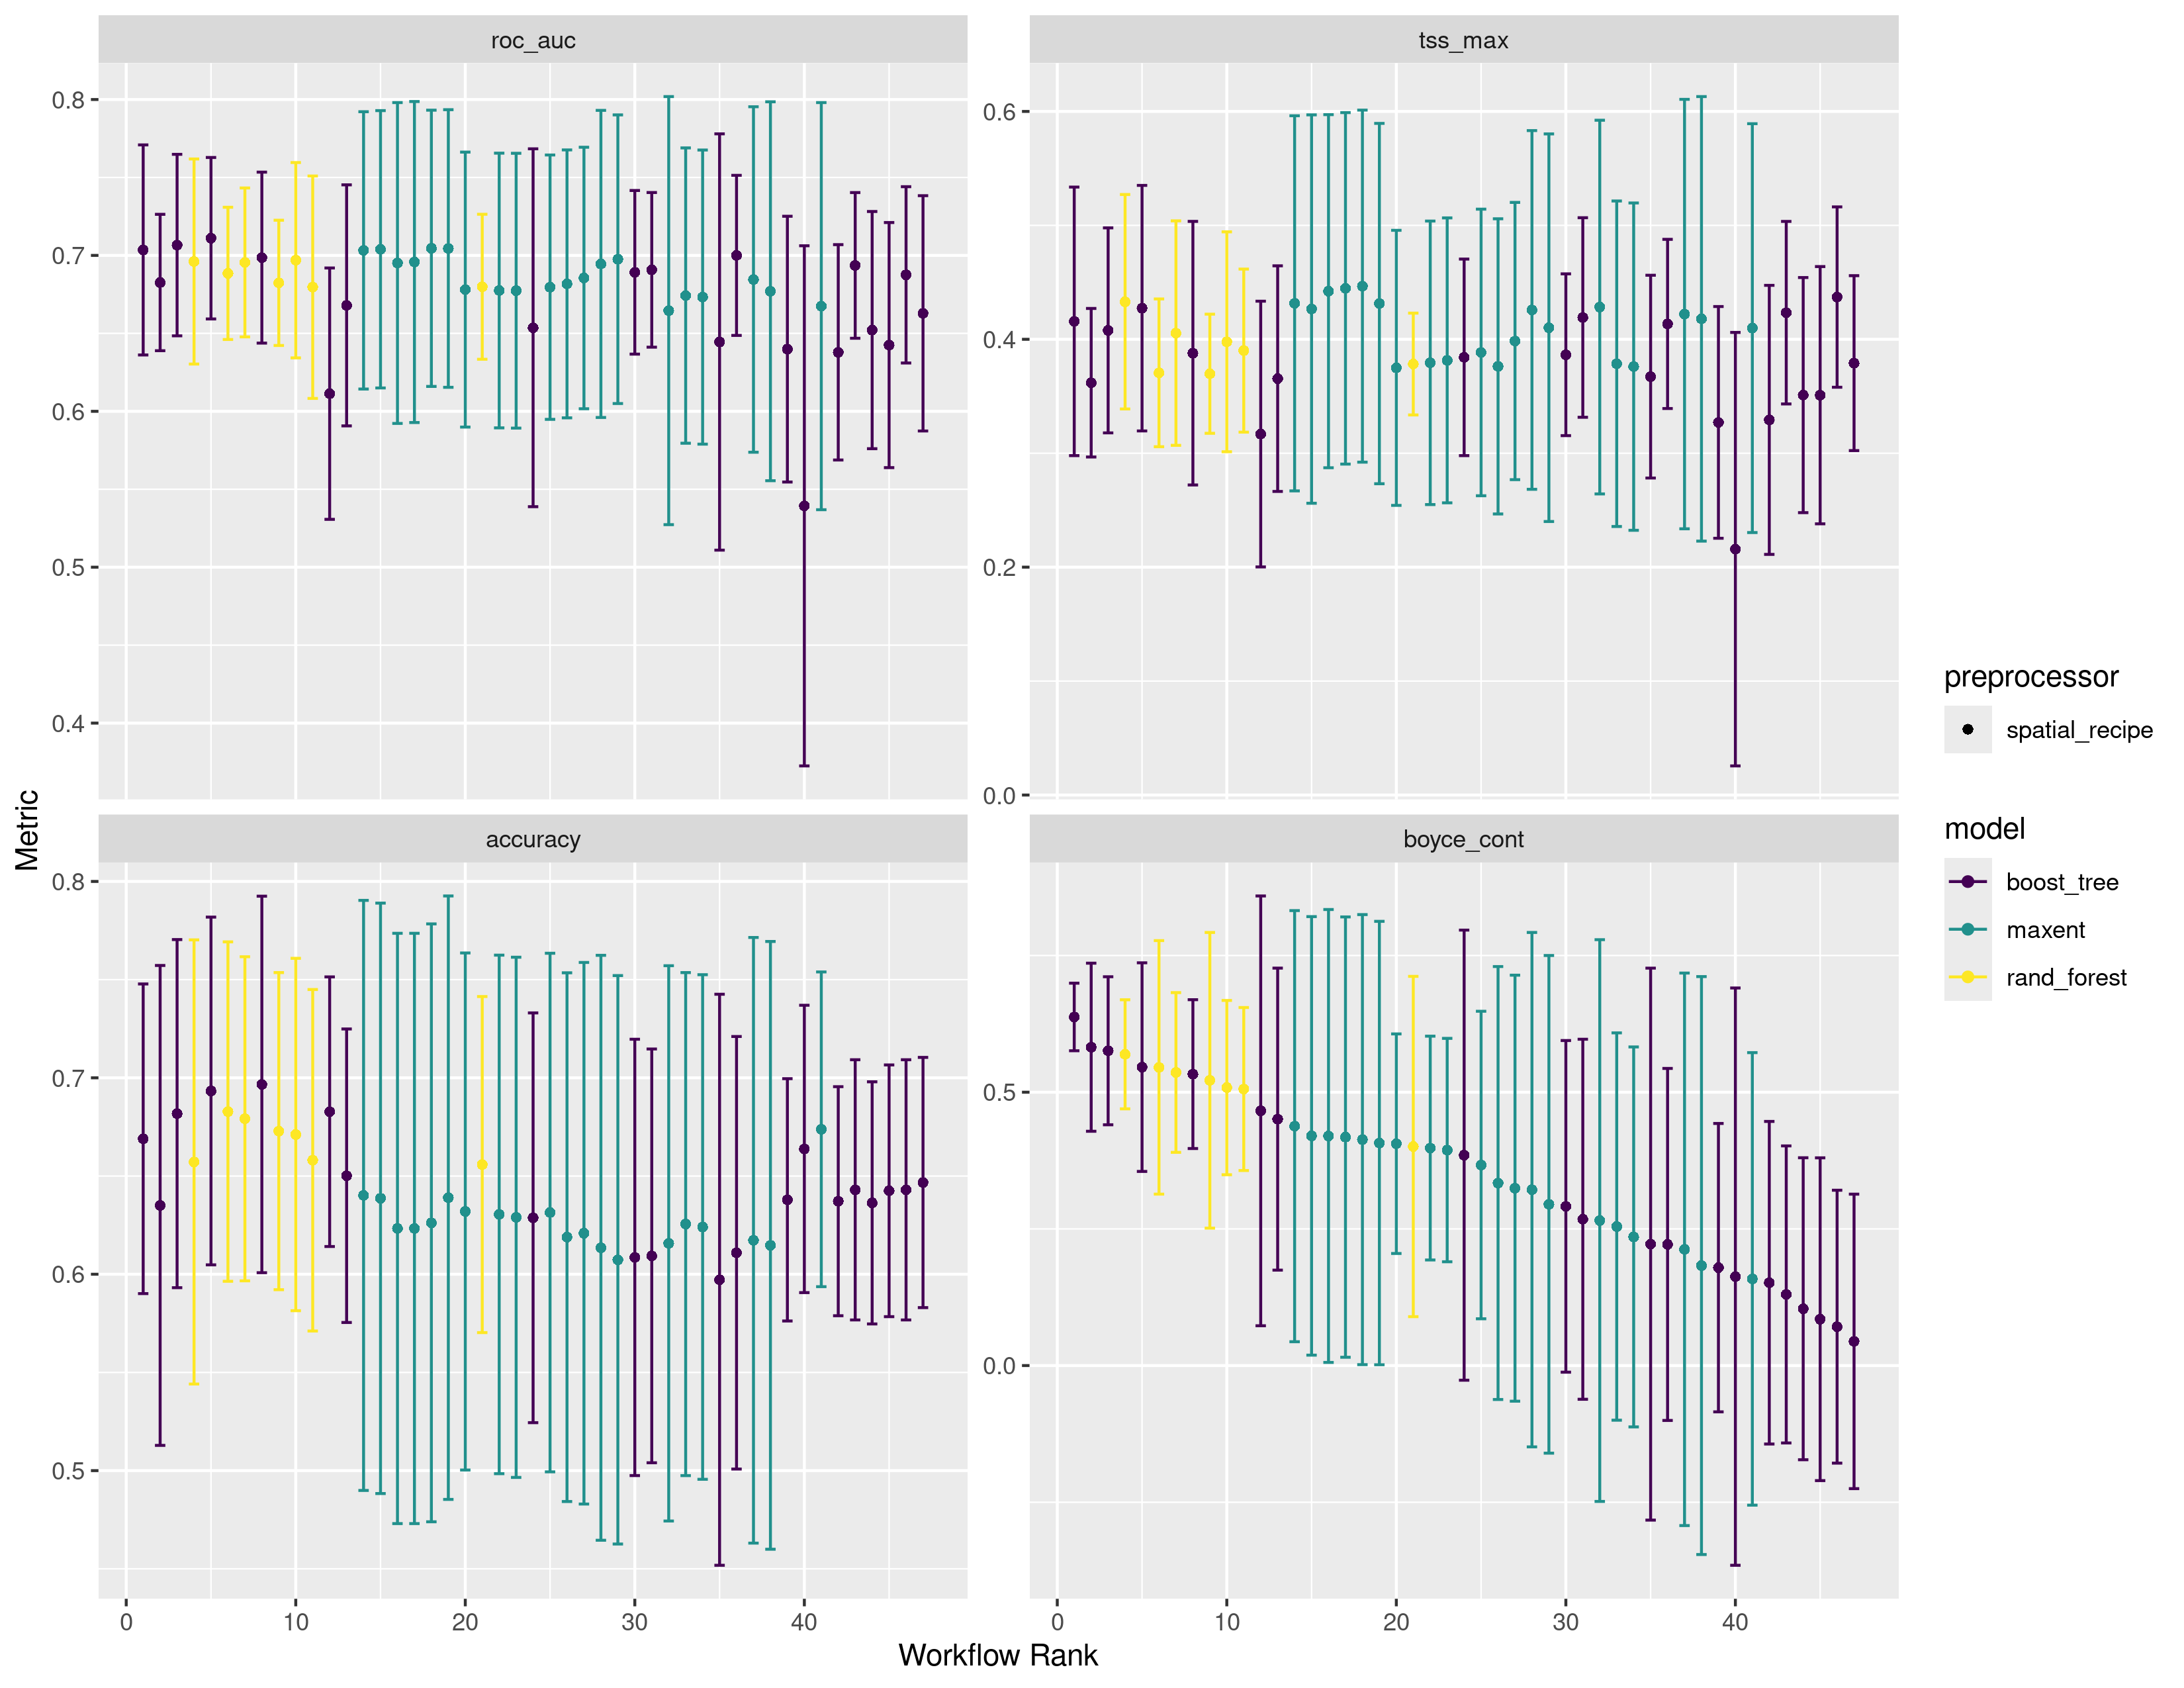 roc_auc
tss_max
0.8
0.7
0.6
0.5
0.4
0.6
0.4
0.2
0.0
accuracy
boyce_cont
0.8
0.7
0.6
0.5
0.5
0.0
0 10 20 30 40
0 10 20 30 40
Workflow Rank
Metric
preprocessor
spatial_recipe
model
boost_tree
maxent
rand_forest